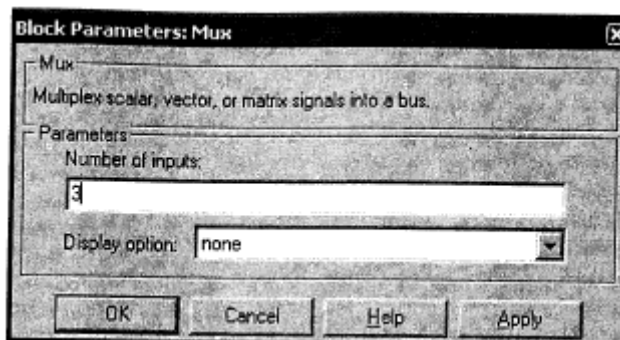 Block Parameters: Mux
Mux
Multiplex scalar, vector, or matrix signals into a bus.
Parameters
Number of inputs:
3
Display option: none
OK Cancel Help Apply